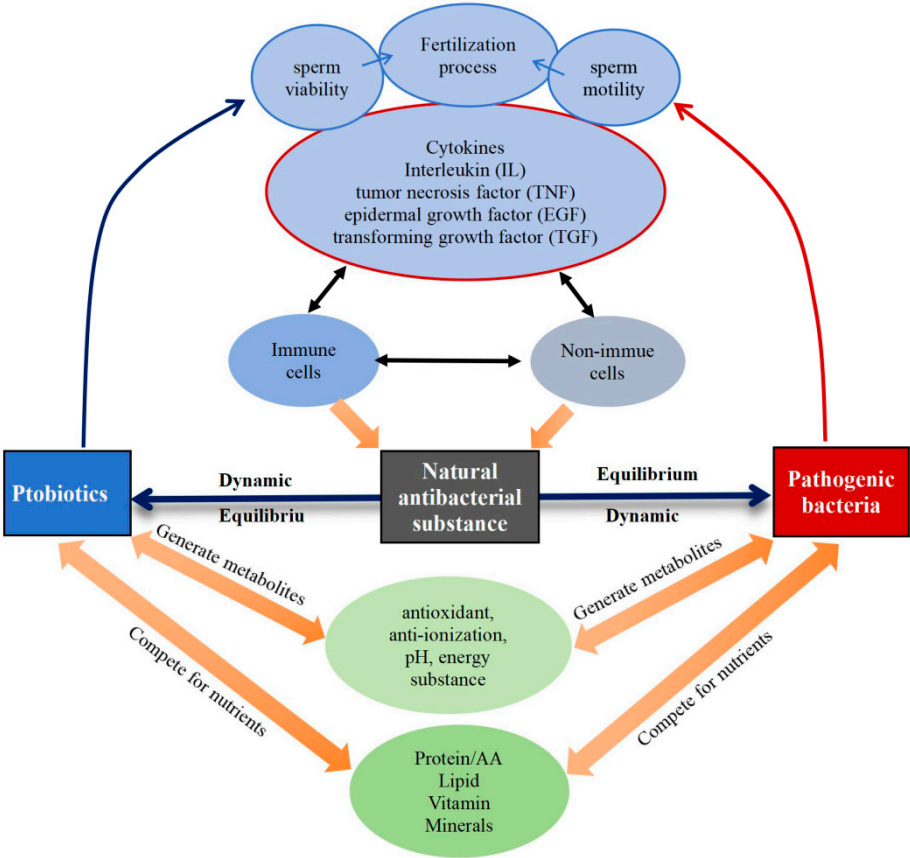 Fertilization
process
sperm
viability
sperm
motility
Cytokines
Interleukin (IL)
tumor necrosis factor (TNF)
epidermal growth factor (EGF)
transforming growth factor (TGF)
Immune
cells
Non-immue
cells
Ptobiotics
Dynamic
Equilibriu
Natural
antibacterial
substance
Equilibrium
Dynamic
Pathogenic
bacteria
Generate metabolites
Generate metabolites
antioxidant,
anti-ionization,
pH, energy
substance
Compete for nutrients
Compete for nutrients
Protein/AA
Lipid
Vitamin
Minerals